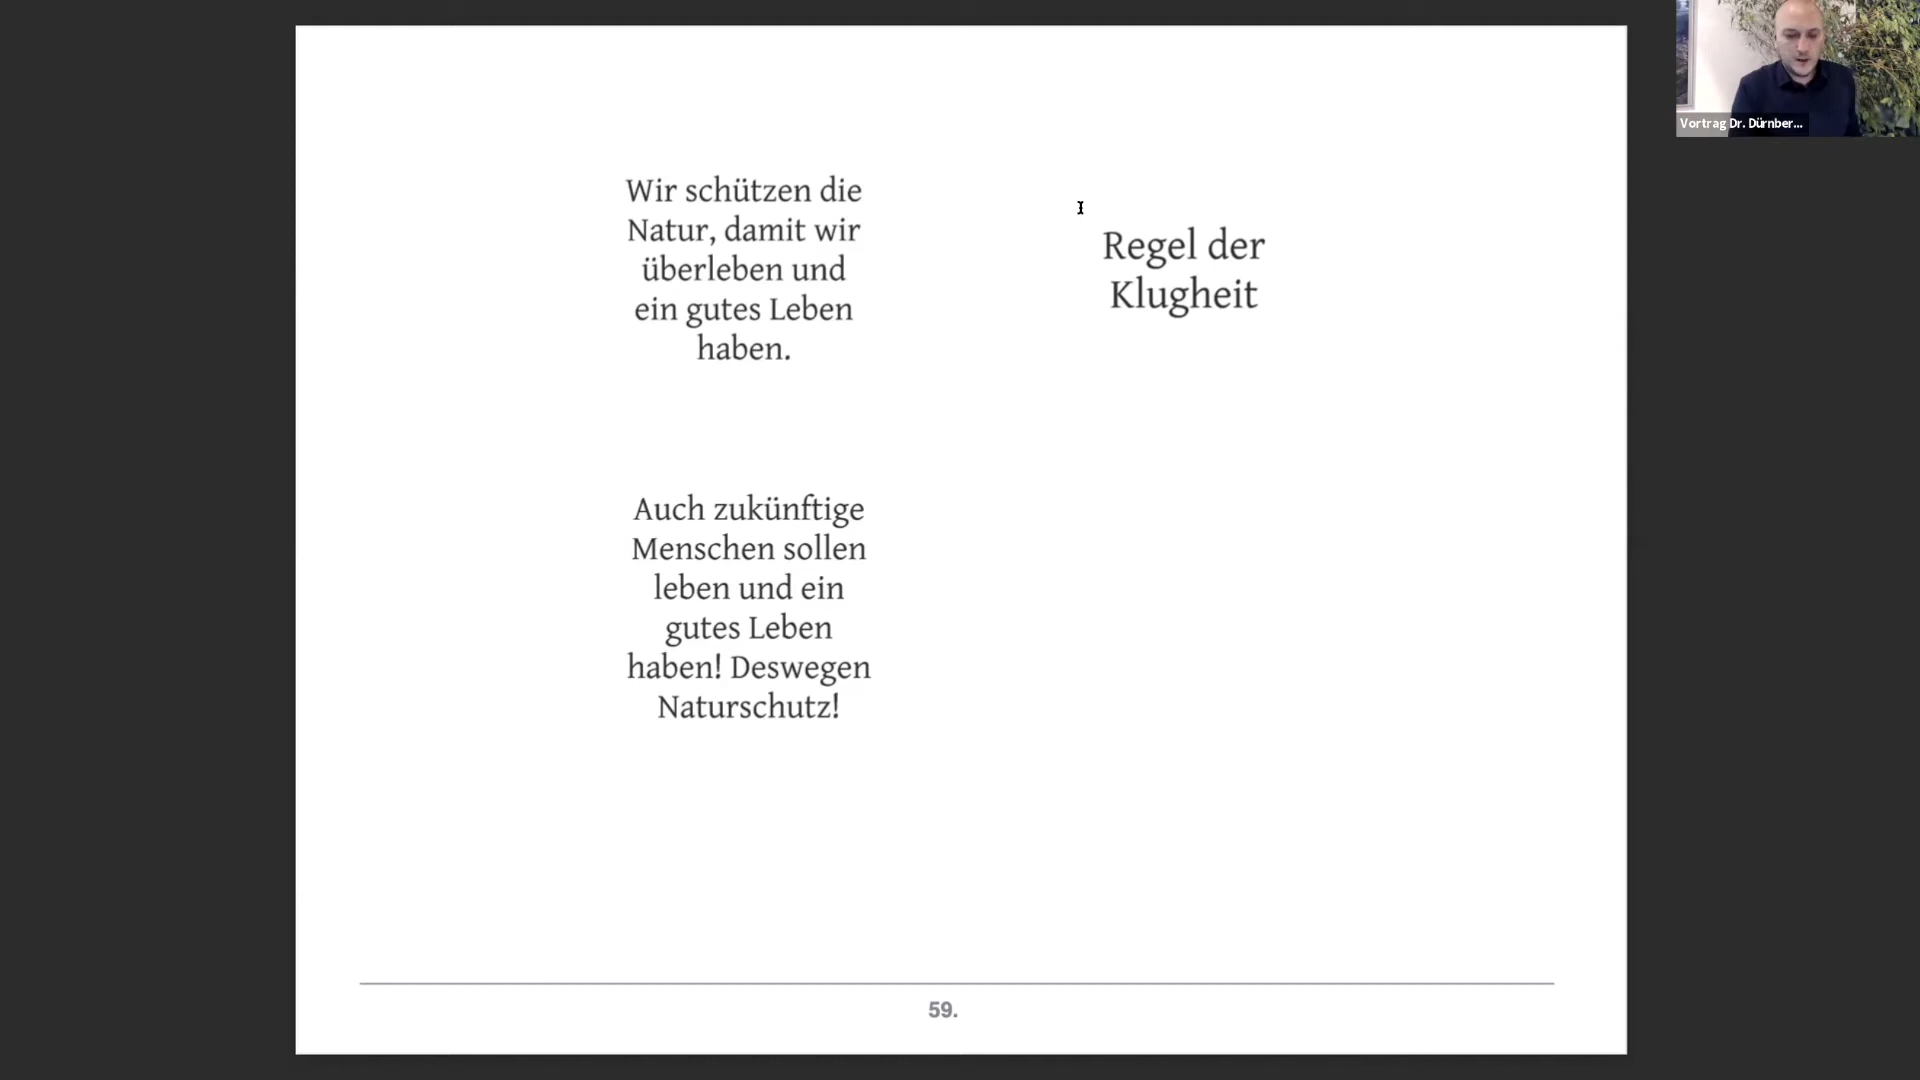 Wir schützen die
Natur, damit wir
überleben und
ein gutes Leben
haben.
Regel der
Klugheit
Auch zukünftige
Menschen sollen
leben und ein
gutes Leben
haben! Deswegen
Naturschutz!
59.
Vortrag Dr. Dürnber...